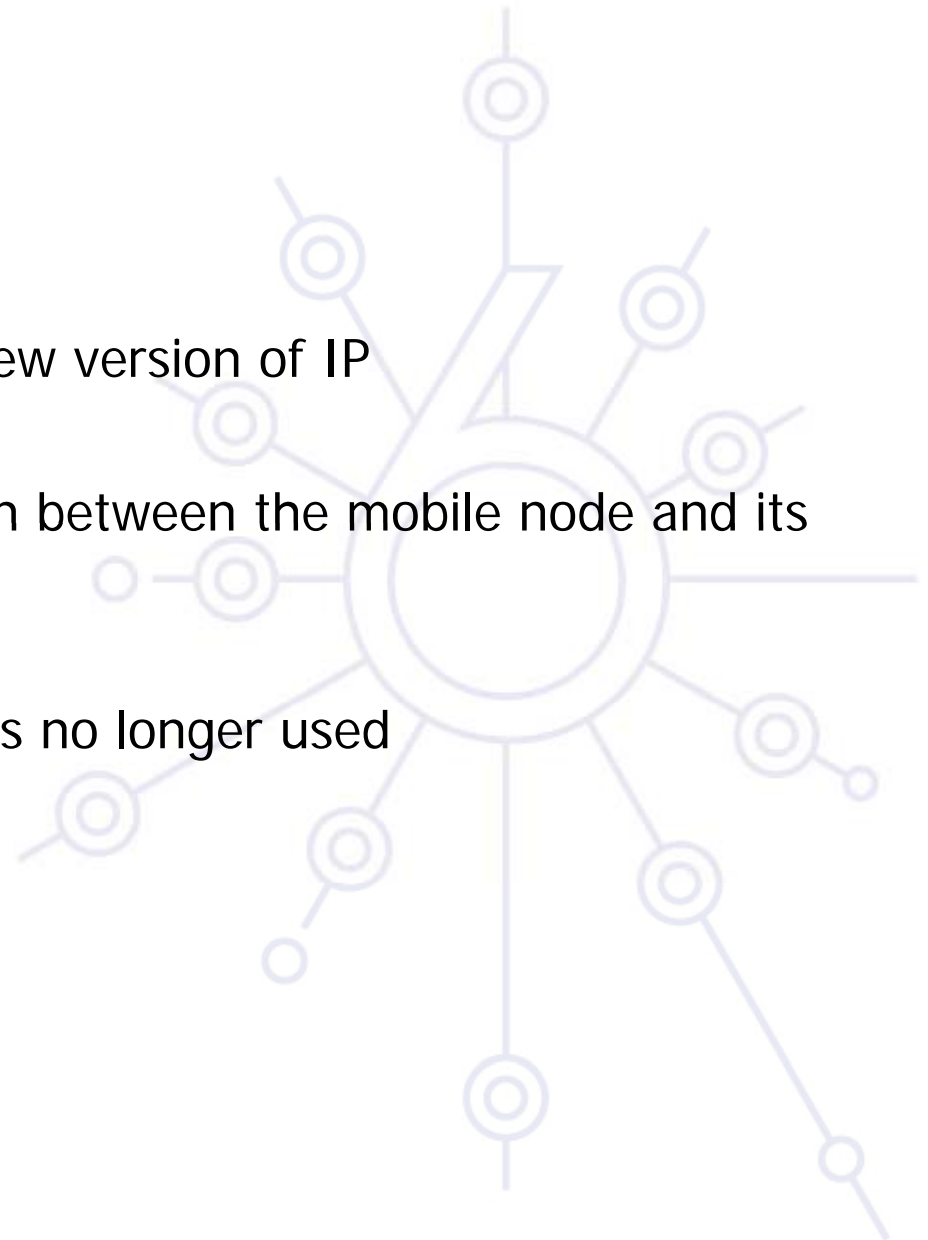 ew version of IP
n between the mobile node and its
s no longer used